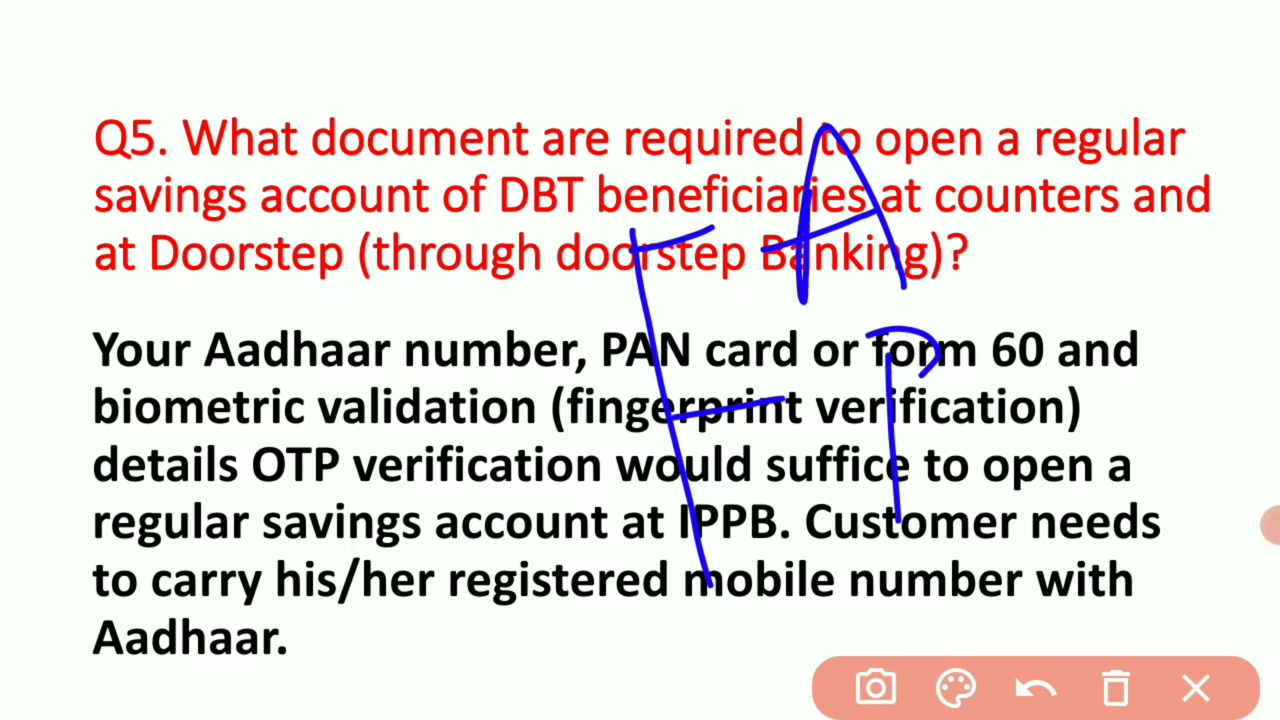 Q5. What document are required to open a regular
savings account of DBT beneficiaries at counters and
at Doorstep (through doorstep Banking)?
Your Aadhaar number, PAN card or form 60 and
biometric validation (fingerprint verification)
details OTP verification would suffice to open a
regular savings account at IPPB. Customer needs
to carry his/her registered mobile number with
Aadhaar.
A
F
P